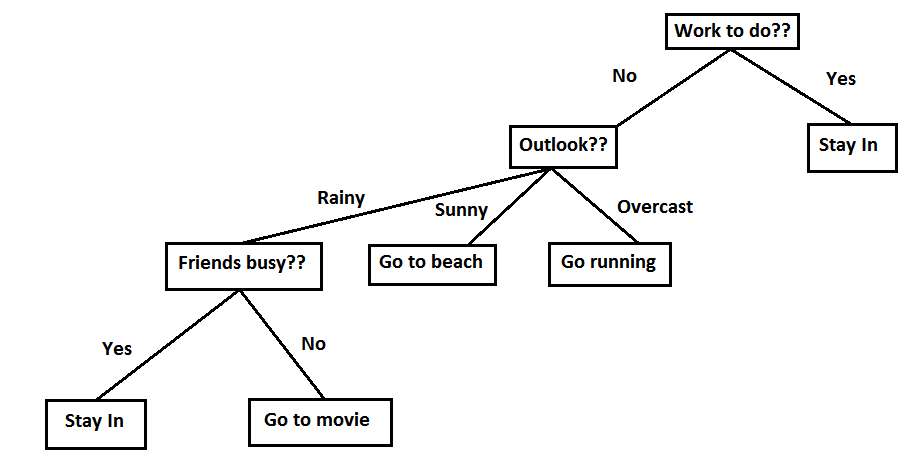 Work to do??
No
Yes
Outlook??
Stay In
Rainy
Sunny
Overcast
Friends busy??
Go to beach
Go running
Yes
No
Stay In
Go to movie